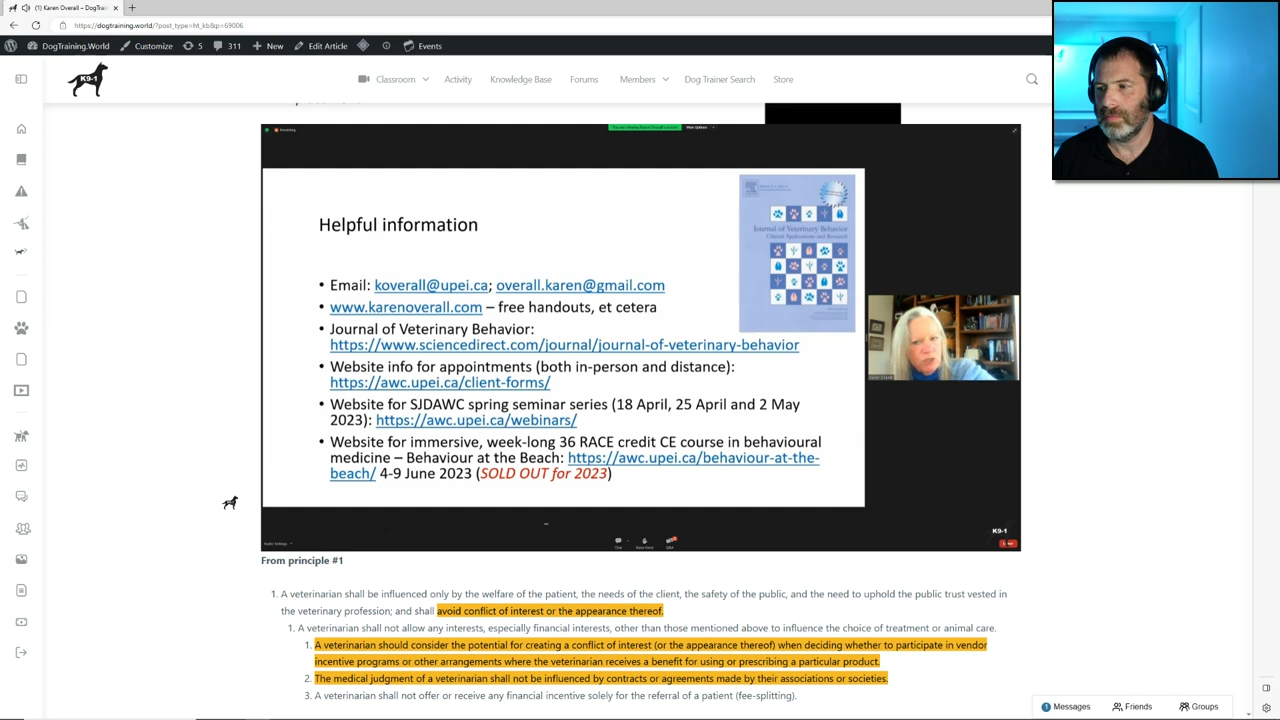 (1) Karen Overall – DogTrain
https://dogtraining.world/?post_type=ht_kb&p=69006
DogTraining.World Customize 5 311 New Edit Article Events
K9-1
Classroom Activity Knowledge Base Forums Members Dog Trainer Search Store
View Options
Helpful information
Journal of Veterinary Behavior
Clinical Applications and Research
• Email: koverall@upei.ca; overall.karen@gmail.com
• www.karenoverall.com – free handouts, et cetera
• Journal of Veterinary Behavior:
https://www.sciencedirect.com/journal/journal-of-veterinary-behavior
• Website info for appointments (both in-person and distance):
https://awc.upei.ca/client-forms/
• Website for SJDAWC spring seminar series (18 April, 25 April and 2 May
2023): https://awc.upei.ca/webinars/
• Website for immersive, week-long 36 RACE credit CE course in behavioural
medicine – Behaviour at the Beach: https://awc.upei.ca/behaviour-at-the-
beach/ 4-9 June 2023 (SOLD OUT for 2023)
K9-1
Chat Raise Hand Q&A
From principle #1
1. A veterinarian shall be influenced only by the welfare of the patient, the needs of the client, the safety of the public, and the need to uphold the public trust vested in
the veterinary profession; and shall avoid conflict of interest or the appearance thereof.
1. A veterinarian shall not allow any interests, especially financial interests, other than those mentioned above to influence the choice of treatment or animal care.
1. A veterinarian should consider the potential for creating a conflict of interest (or the appearance thereof) when deciding whether to participate in vendor
incentive programs or other arrangements where the veterinarian receives a benefit for using or prescribing a particular product.
2. The medical judgment of a veterinarian shall not be influenced by contracts or agreements made by their associations or societies.
3. A veterinarian shall not offer or receive any financial incentive solely for the referral of a patient (fee-splitting).
1 Messages Friends Groups